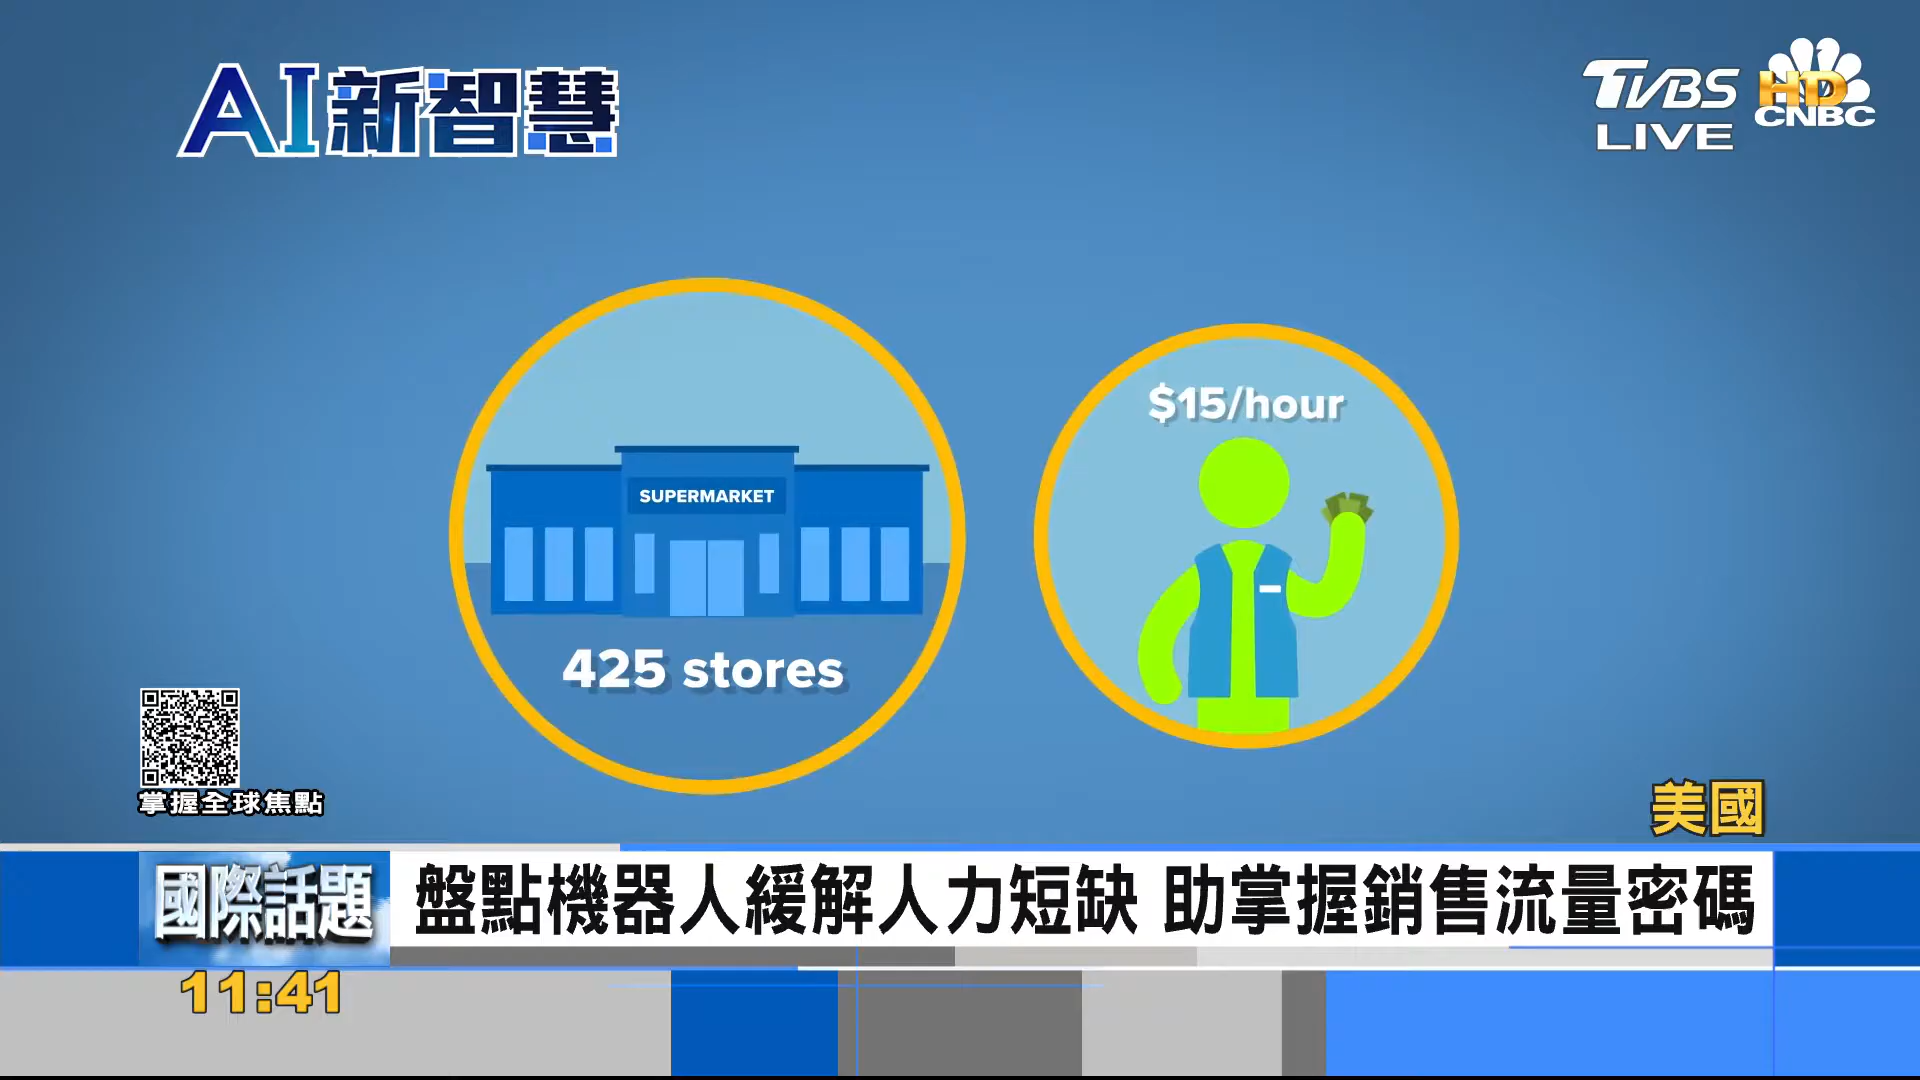 AI新智慧
TVBS
LIVE
HD
CNBC
$15/hour
SUPERMARKET
425 stores
掌握全球焦點
美國
國際話題
盤點機器人緩解人力短缺 助掌握銷售流量密碼
11:41